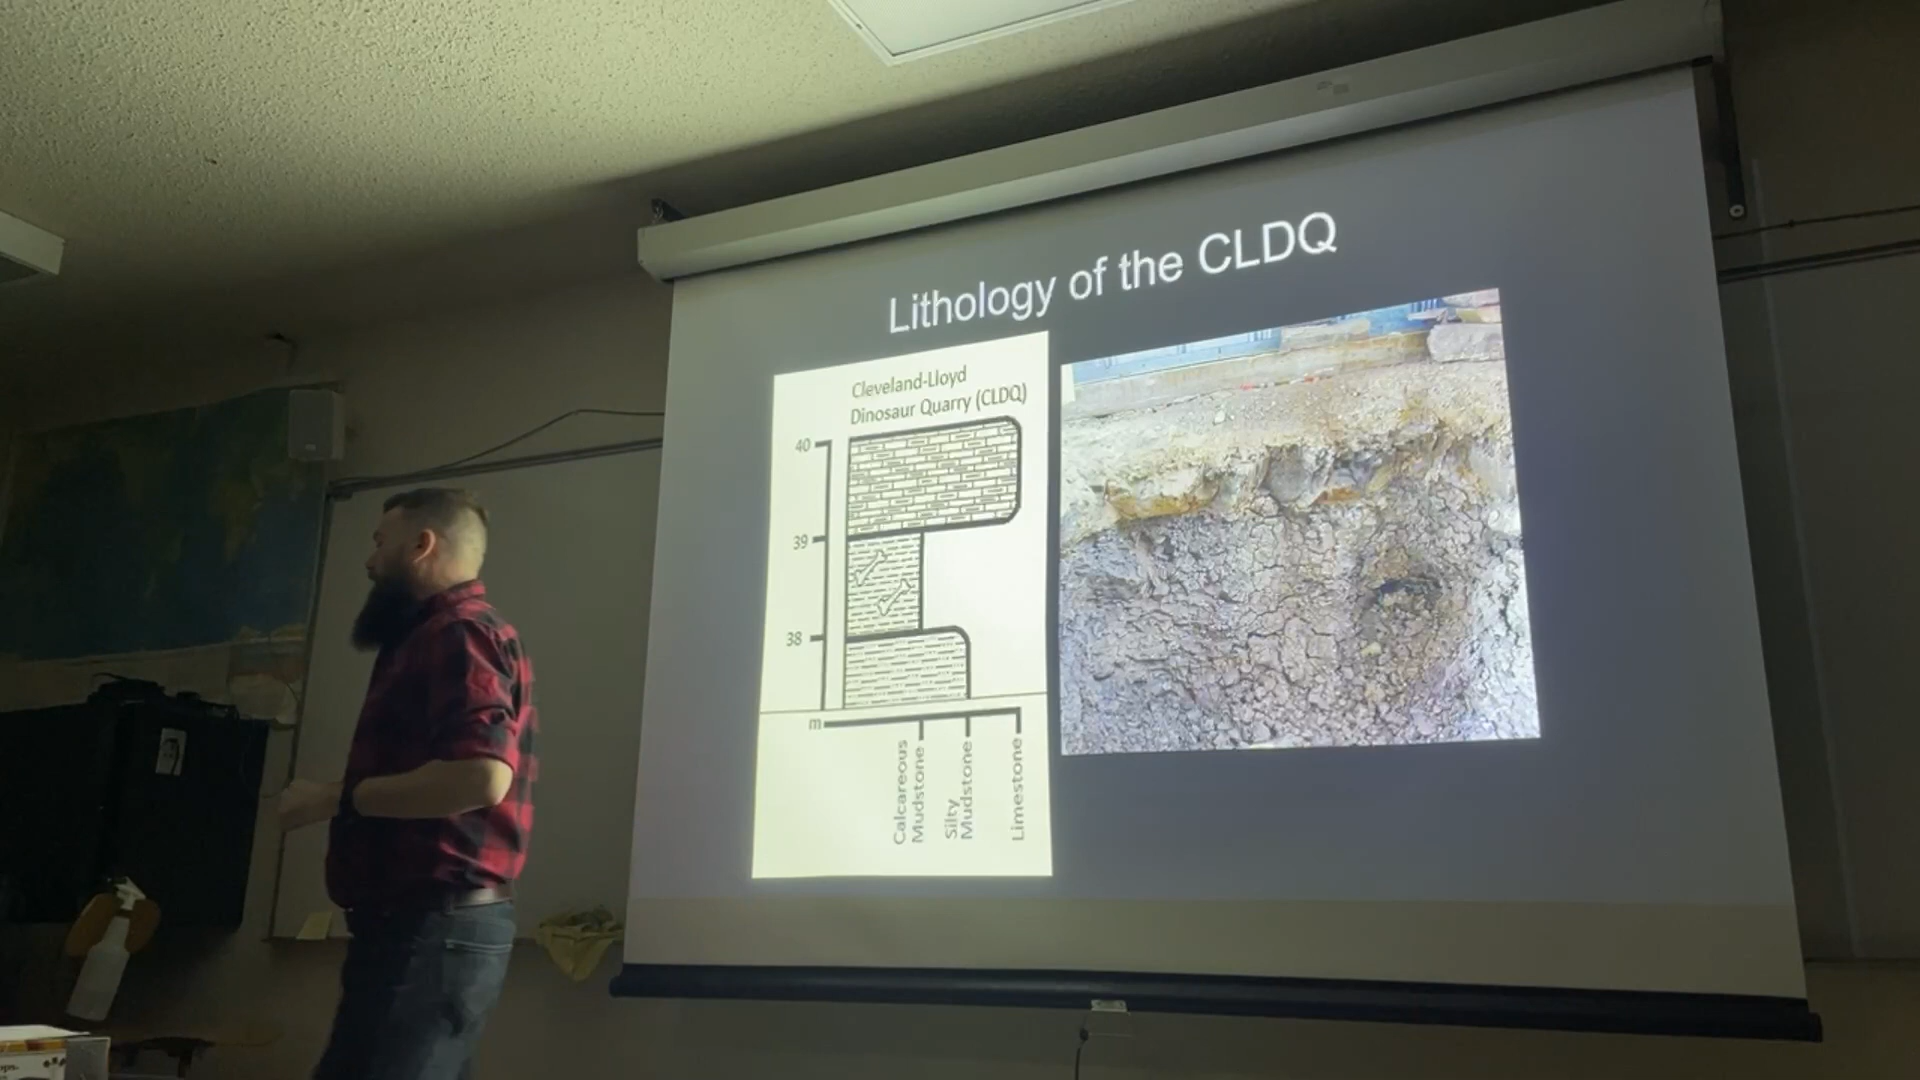 Lithology of the CLDQ
Cleveland-Lloyd
Dinosaur Quarry (CLDQ)
40
39
38
m
Calcareous
Mudstone
Silty
Mudstone
Limestone